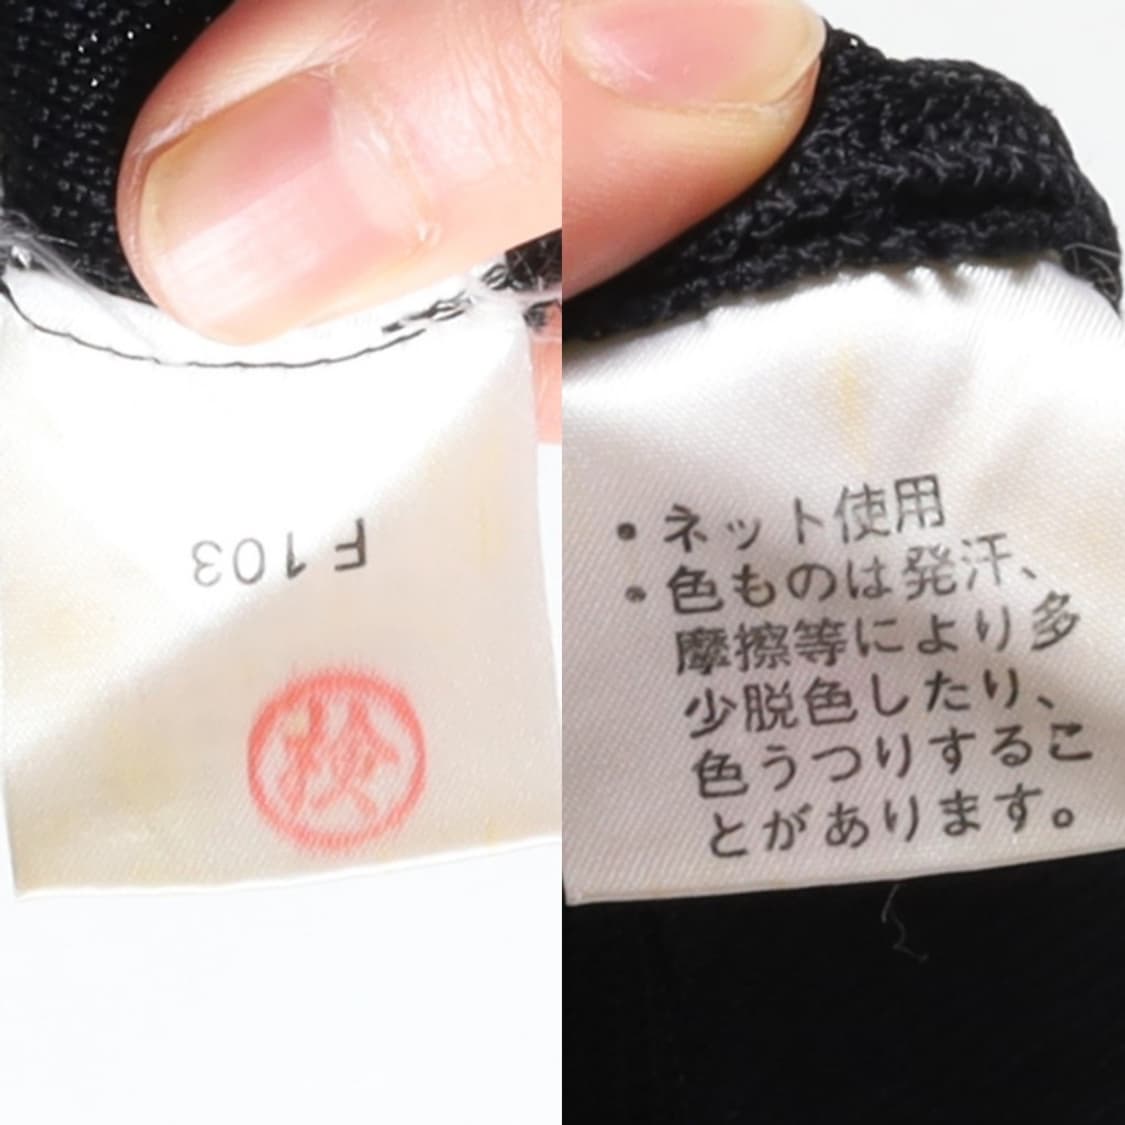 F103
検
・ネット使用
・色ものは発汗、
摩擦等により多
少脱色したり、
色うつりするこ
とがあります。